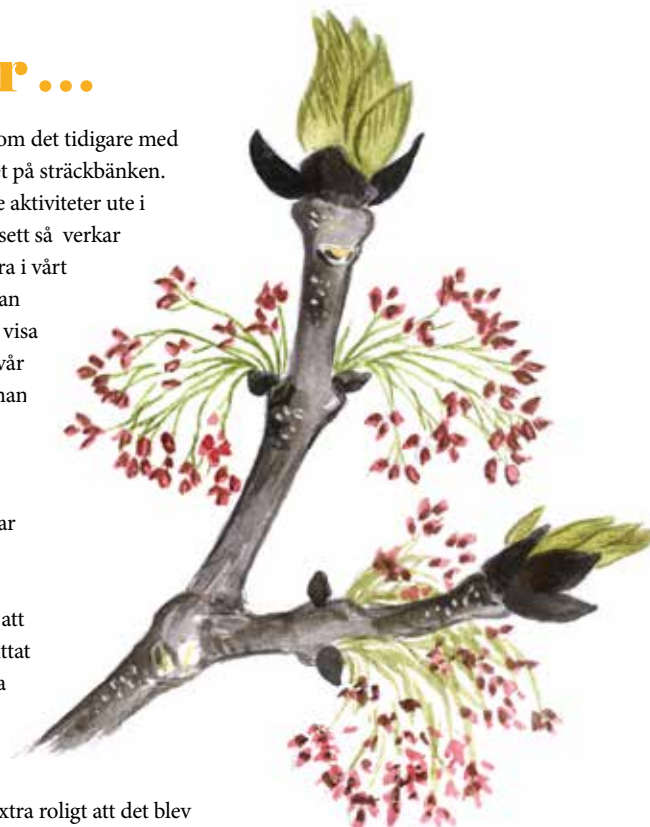 r…
om det tidigare med
et på sträckbänken.
e aktiviteter ute i
sett så verkar
ra i vårt
an
visa
vår
nan
ar
att
ttat
a
xtra roligt att det blev